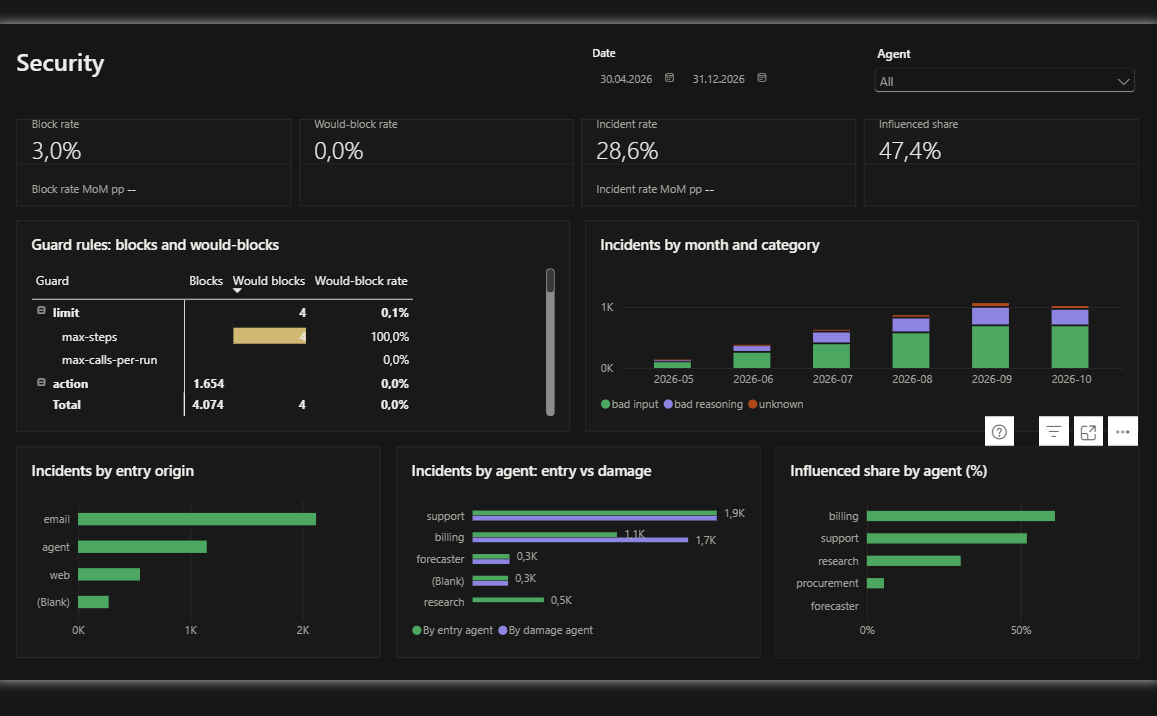 Security
Date
30.04.2026 31.12.2026
Agent
All
Block rate
3,0%
Block rate MoM pp --
Would-block rate
0,0%
Incident rate
28,6%
Incident rate MoM pp --
Influenced share
47,4%
Guard rules: blocks and would-blocks
Guard Blocks Would blocks Would-block rate
limit 4 0,1%
max-steps 4 100,0%
max-calls-per-run 0,0%
action 1.654 0,0%
Total 4.074 4 0,0%
Incidents by month and category
1K
0K
2026-05 2026-06 2026-07 2026-08 2026-09 2026-10
bad input bad reasoning unknown
Incidents by entry origin
email
agent
web
(Blank)
0K 1K 2K
Incidents by agent: entry vs damage
support 1,9K
billing 1,1K 1,7K
forecaster 0,3K
(Blank) 0,3K
research 0,5K
By entry agent By damage agent
Influenced share by agent (%)
billing
support
research
procurement
forecaster
0% 50%